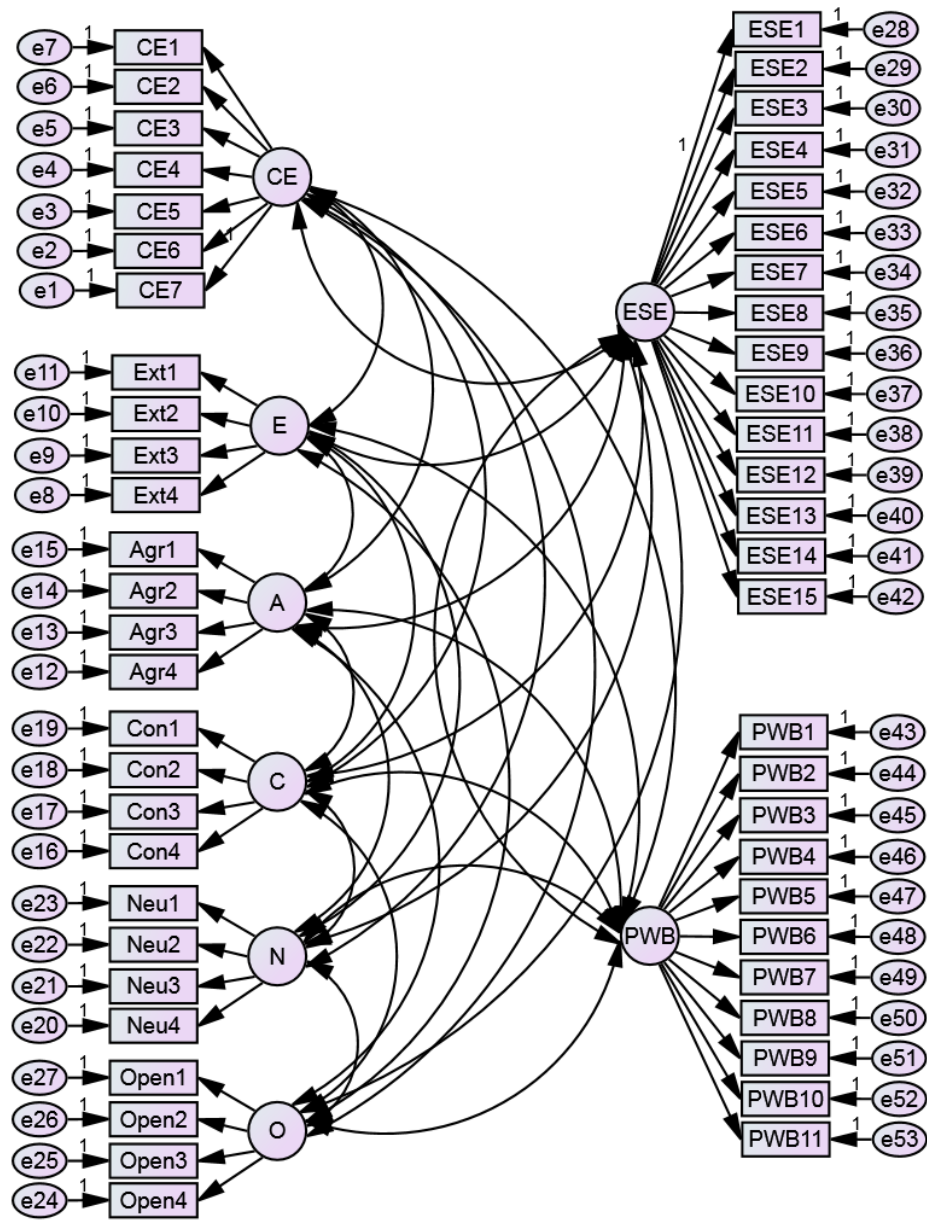 e7 1 CE1
e6 1 CE2
e5 1 CE3
e4 1 CE4
e3 1 CE5
e2 1 CE6 1
e1 1 CE7
CE
e11 1 Ext1
e10 1 Ext2
e9 1 Ext3
e8 1 Ext4
E
e15 1 Agr1
e14 1 Agr2
e13 1 Agr3
e12 1 Agr4
A
e19 1 Con1
e18 1 Con2
e17 1 Con3
e16 1 Con4
C
e23 1 Neu1
e22 1 Neu2
e21 1 Neu3
e20 1 Neu4
N
e27 1 Open1
e26 1 Open2
e25 1 Open3
e24 1 Open4
O
ESE
1
ESE1 1 e28
ESE2 1 e29
ESE3 1 e30
ESE4 1 e31
ESE5 1 e32
ESE6 1 e33
ESE7 1 e34
ESE8 1 e35
ESE9 1 e36
ESE10 1 e37
ESE11 1 e38
ESE12 1 e39
ESE13 1 e40
ESE14 1 e41
ESE15 1 e42
PWB
PWB1 1 e43
PWB2 1 e44
PWB3 1 e45
PWB4 1 e46
PWB5 1 e47
PWB6 1 e48
PWB7 1 e49
PWB8 1 e50
PWB9 1 e51
PWB10 1 e52
PWB11 1 e53